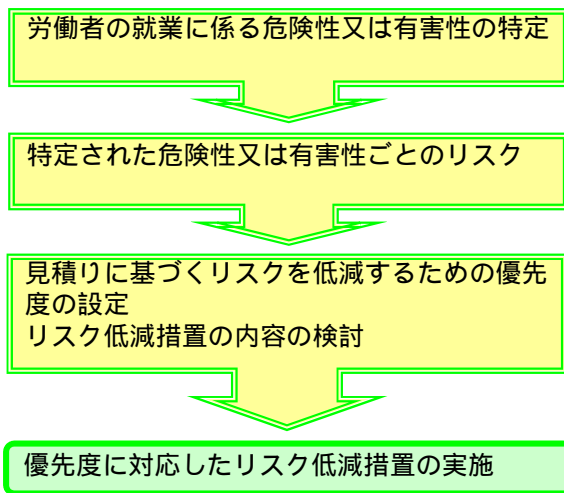 労働者の就業に係る危険性又は有害性の特定
特定された危険性又は有害性ごとのリスク
見積りに基づくリスクを低減するための優先
度の設定
リスク低減措置の内容の検討
優先度に対応したリスク低減措置の実施